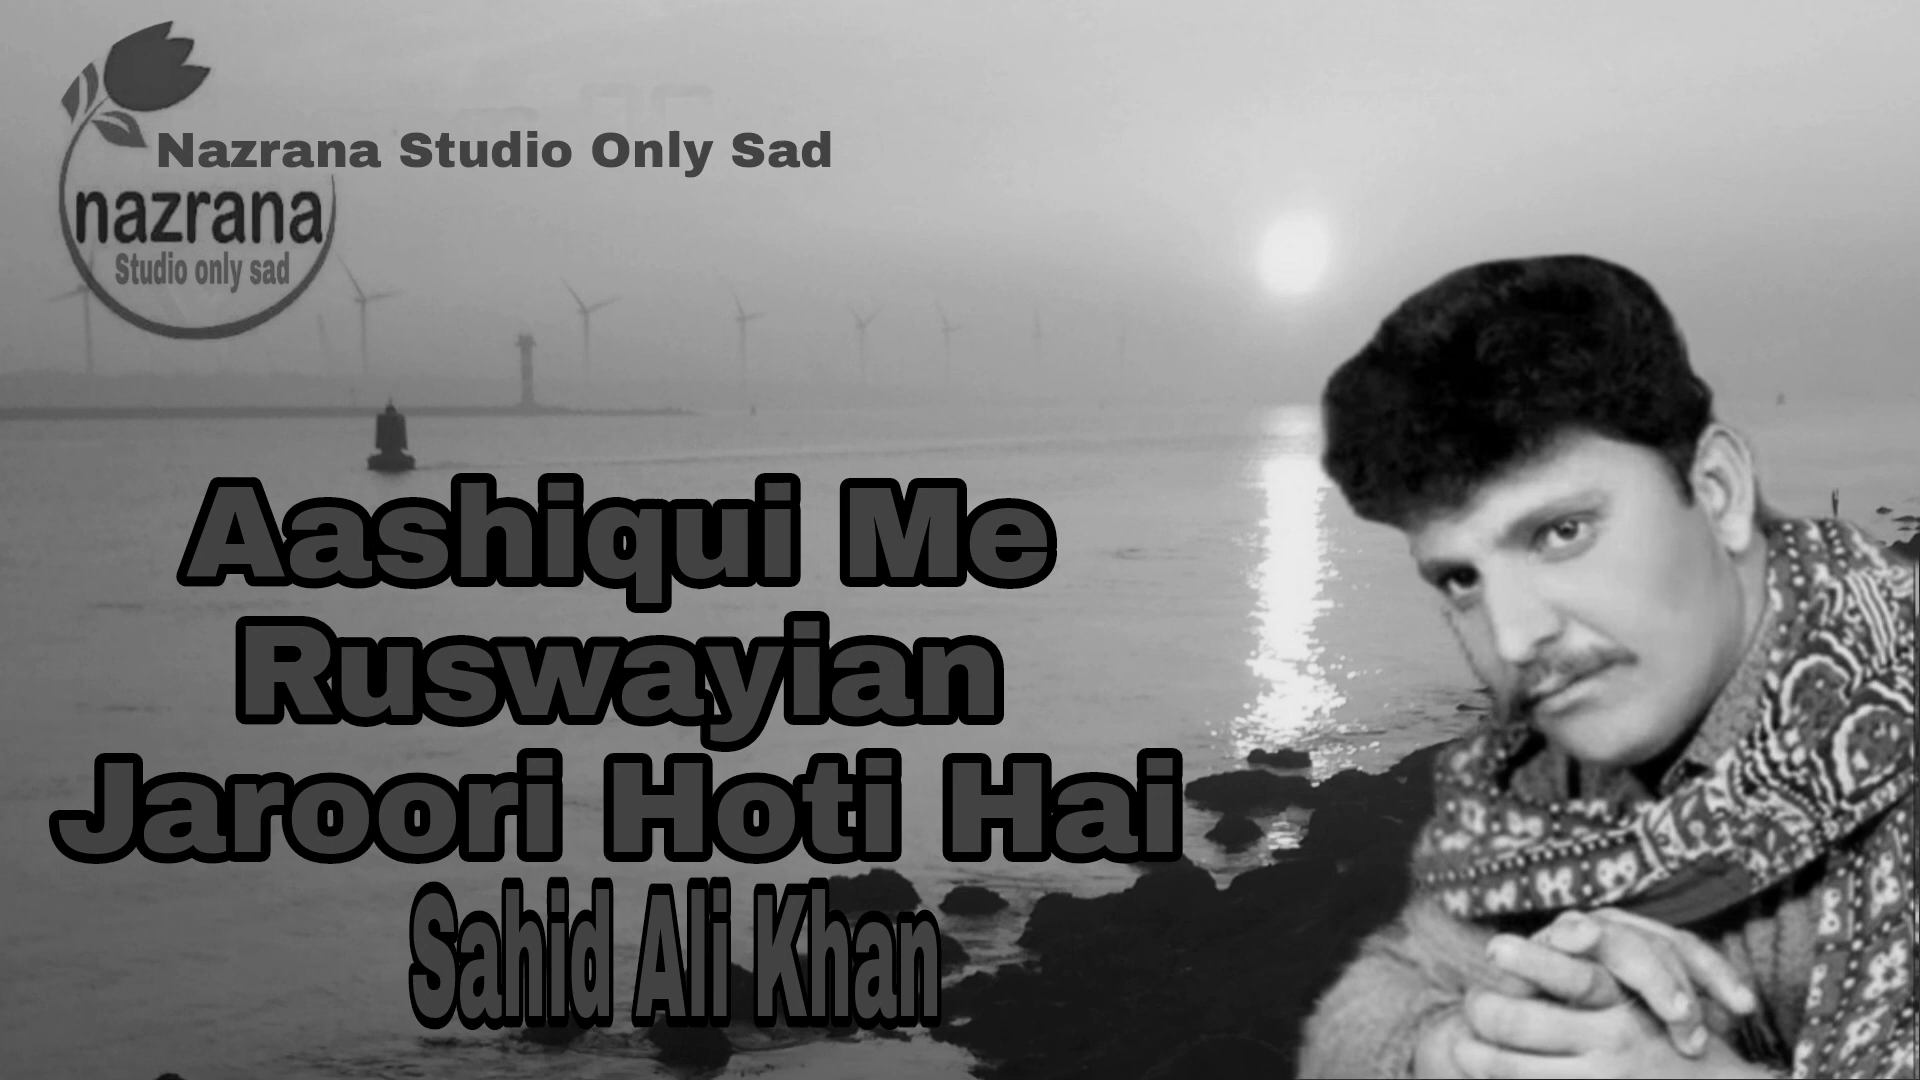 Nazrana Studio Only Sad
nazrana
Studio only sad
Aashiqui Me
Ruswayian
Jaroori Hoti Hai
Sahid Ali Khan